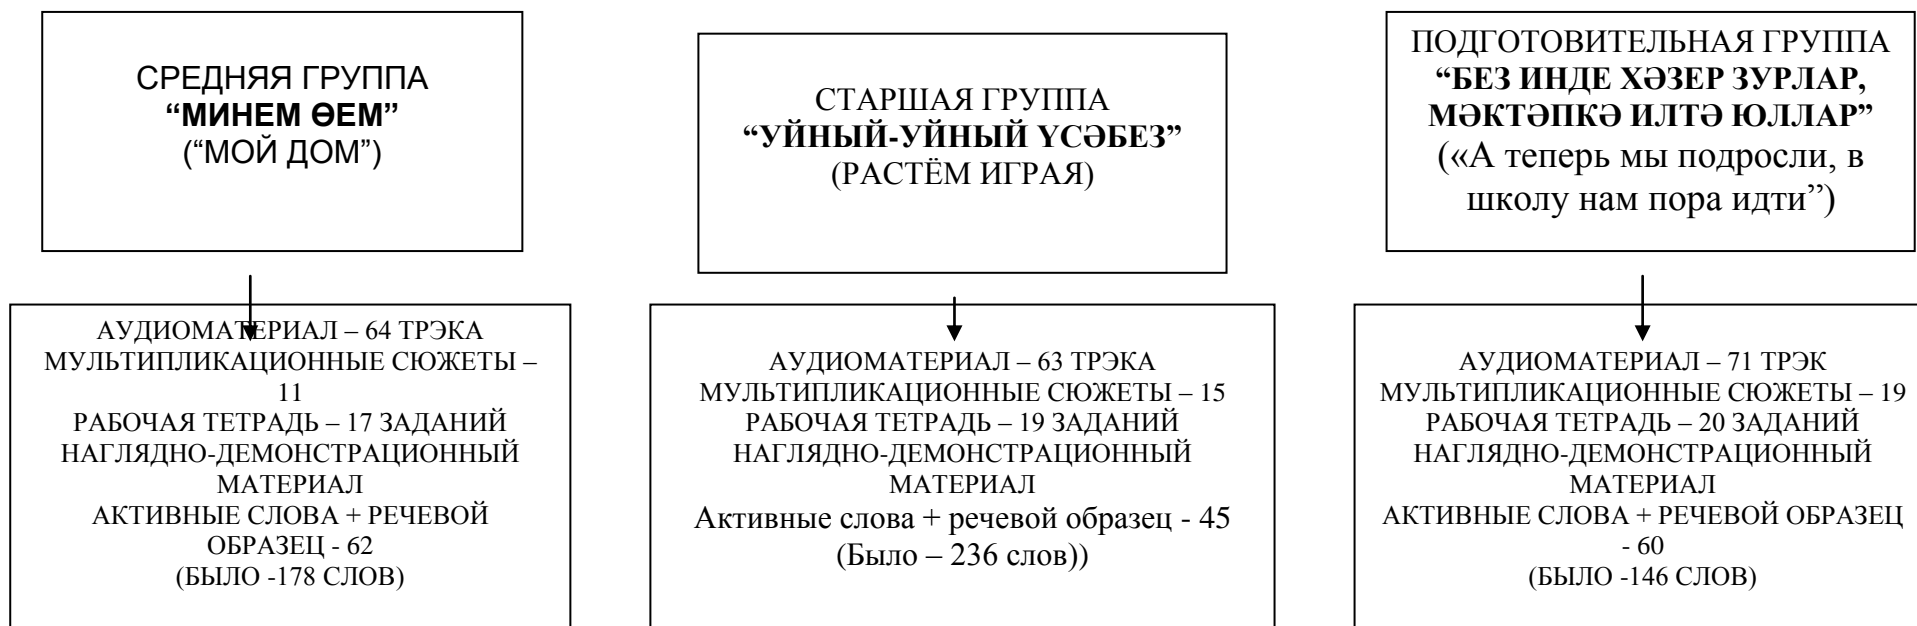 СРЕДНЯЯ ГРУППА
“МИНЕМ ӨЕМ”
(“МОЙ ДОМ”)
СТАРШАЯ ГРУППА
“УЙНЫЙ-УЙНЫЙ ҮСӘБЕЗ”
(РАСТЁМ ИГРАЯ)
ПОДГОТОВИТЕЛЬНАЯ ГРУППА
“БЕЗ ИНДЕ ХӘЗЕР ЗУРЛАР,
МӘКТӘПКӘ ИЛТӘ ЮЛЛАР”
(«А теперь мы подросли, в
школу нам пора идти”)
АУДИОМАТЕРИАЛ – 64 ТРЭКА
МУЛЬТИПЛИКАЦИОННЫЕ СЮЖЕТЫ –
11
РАБОЧАЯ ТЕТРАДЬ – 17 ЗАДАНИЙ
НАГЛЯДНО-ДЕМОНСТРАЦИОННЫЙ
МАТЕРИАЛ
АКТИВНЫЕ СЛОВА + РЕЧЕВОЙ
ОБРАЗЕЦ - 62
(БЫЛО -178 СЛОВ)
АУДИОМАТЕРИАЛ – 63 ТРЭКА
МУЛЬТИПЛИКАЦИОННЫЕ СЮЖЕТЫ – 15
РАБОЧАЯ ТЕТРАДЬ – 19 ЗАДАНИЙ
НАГЛЯДНО-ДЕМОНСТРАЦИОННЫЙ
МАТЕРИАЛ
Активные слова + речевой образец - 45
(Было – 236 слов))
АУДИОМАТЕРИАЛ – 71 ТРЭК
МУЛЬТИПЛИКАЦИОННЫЕ СЮЖЕТЫ – 19
РАБОЧАЯ ТЕТРАДЬ – 20 ЗАДАНИЙ
НАГЛЯДНО-ДЕМОНСТРАЦИОННЫЙ
МАТЕРИАЛ
АКТИВНЫЕ СЛОВА + РЕЧЕВОЙ ОБРАЗЕЦ
- 60
(БЫЛО -146 СЛОВ)